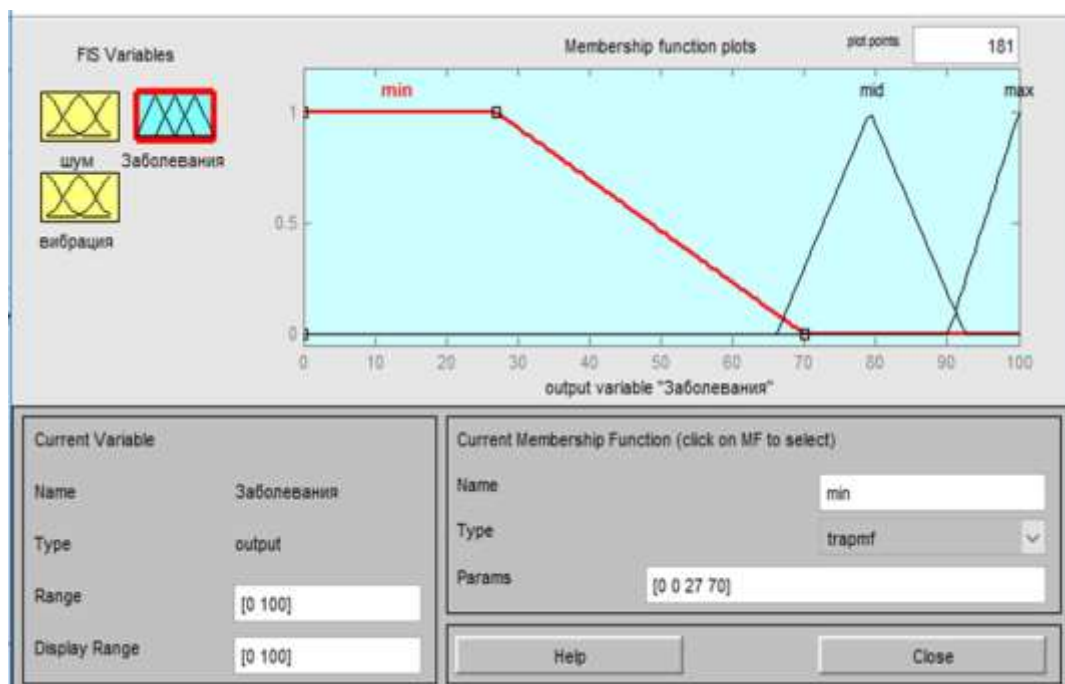 FIS Variables
Membership function plots
plot points:
181
шум
Заболевания
вибрация
min
mid
max
1
0.5
0
0 10 20 30 40 50 60 70 80 90 100
output variable "Заболевания"
Current Variable
Name Заболевания
Type output
Range [0 100]
Display Range [0 100]
Current Membership Function (click on MF to select)
Name min
Type trapmf
Params [0 0 27 70]
Help Close